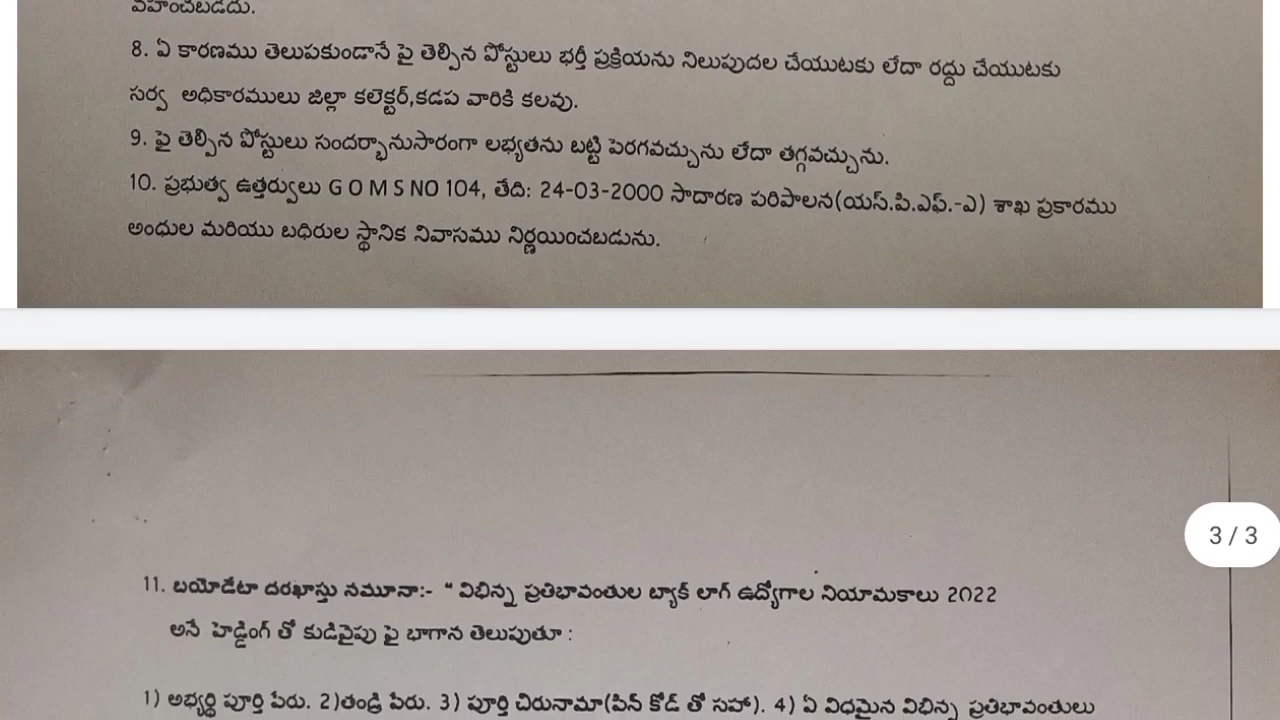 వహించబడదు.
8. ఏ కారణము తెలుపకుండానే పై తెల్పిన పోస్టులు భర్తీ ప్రక్రియను నిలుపుదల చేయుటకు లేదా రద్దు చేయుటకు
సర్వ అధికారములు జిల్లా కలెక్టర్,కడప వారికి కలవు.
9. పై తెల్పిన పోస్టులు సందర్భానుసారంగా లభ్యతను బట్టి పెరగవచ్చును లేదా తగ్గవచ్చును.
10. ప్రభుత్వ ఉత్తర్వులు G O M S NO 104, తేది: 24-03-2000 సాదారణ పరిపాలన(యస్.పి.ఎఫ్.-ఎ) శాఖ ప్రకారము
అంధుల మరియు బధిరుల స్థానిక నివాసము నిర్ణయించబడును.
3 / 3
11. బయోడేటా దరఖాస్తు నమూనా:- " విభిన్న ప్రతిభావంతుల బ్యాక్ లాగ్ ఉద్యోగాల నియామకాలు 2022
అనే హెడ్డింగ్ తో కుడివైపు పై భాగాన తెలుపుతూ :
1) అభ్యర్థి పూర్తి పేరు. 2)తండ్రి పేరు. 3) పూర్తి చిరునామా(పిన్ కోడ్ తో సహా). 4) ఏ విధమైన విభిన్న ప్రతిభావంతులు